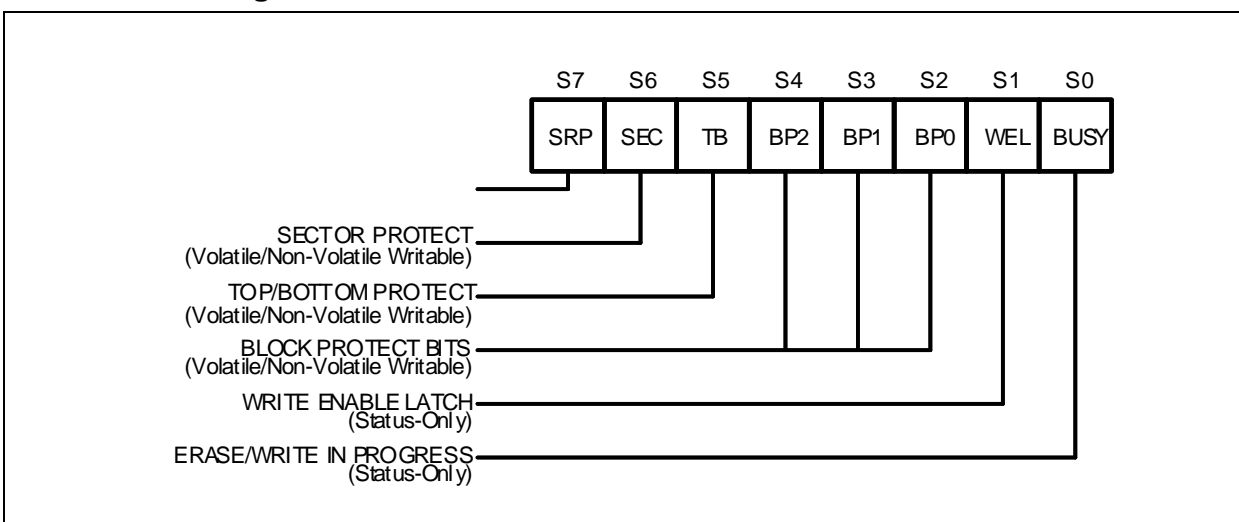 S7 S6 S5 S4 S3 S2 S1 S0
SRP SEC TB BP2 BP1 BP0 WEL BUSY
SECTOR PROTECT
(Volatile/Non-Volatile Writable)
TOP/BOTTOM PROTECT
(Volatile/Non-Volatile Writable)
BLOCK PROTECT BITS
(Volatile/Non-Volatile Writable)
WRITE ENABLE LATCH
(Status-Only)
ERASE/WRITE IN PROGRESS
(Status-Only)